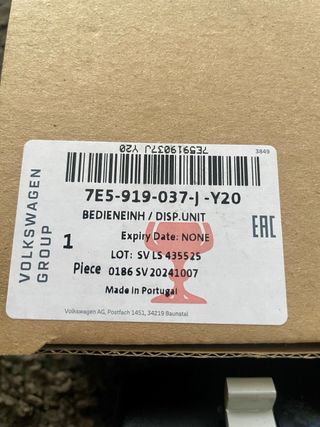 3849
7E5919037J Y20
7E5-919-037-J -Y20
BEDIENEINH / DISP.UNIT
VOLKSWAGEN
GROUP
EAC
1
Piece
Expiry Date: NONE
LOT: SV LS 435525
0186 SV 20241007
Made in Portugal
Volkswagen AG, Postfach 1451, 34219 Baunatal